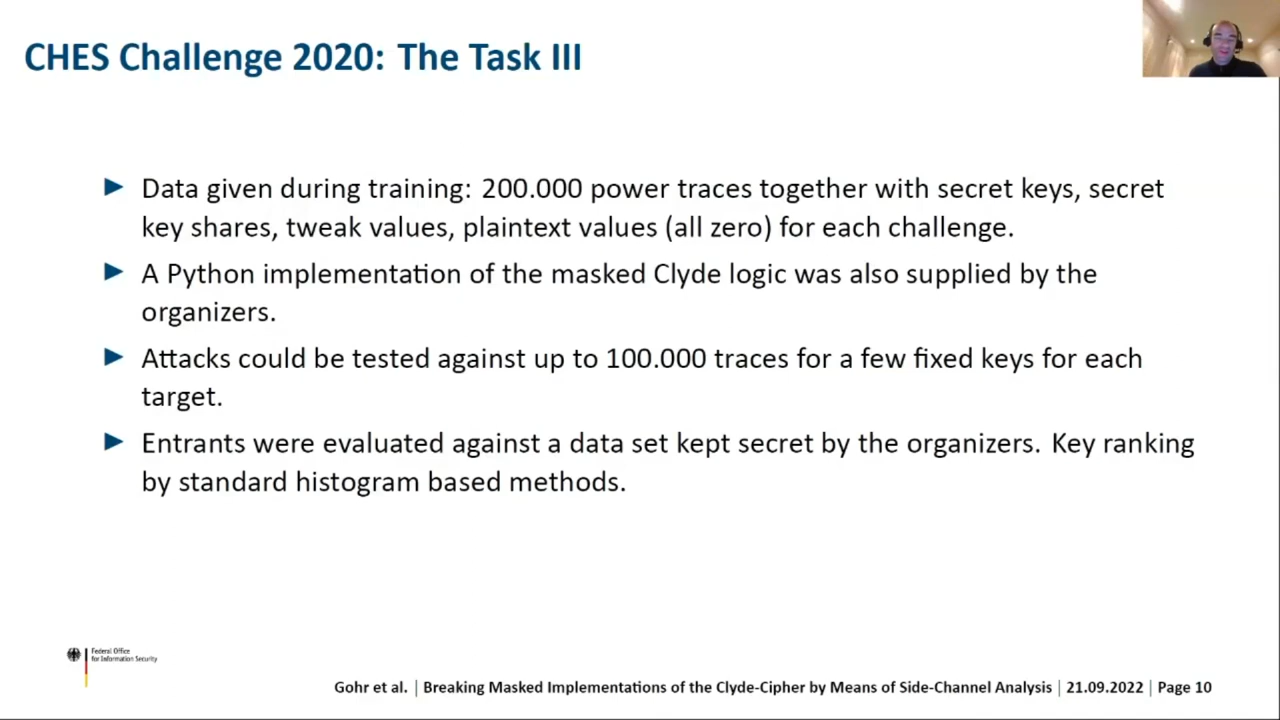 CHES Challenge 2020: The Task III
► Data given during training: 200.000 power traces together with secret keys, secret
key shares, tweak values, plaintext values (all zero) for each challenge.
► A Python implementation of the masked Clyde logic was also supplied by the
organizers.
► Attacks could be tested against up to 100.000 traces for a few fixed keys for each
target.
► Entrants were evaluated against a data set kept secret by the organizers. Key ranking
by standard histogram based methods.
Federal Office
for Information Security
Gohr et al. | Breaking Masked Implementations of the Clyde-Cipher by Means of Side-Channel Analysis | 21.09.2022 | Page 10